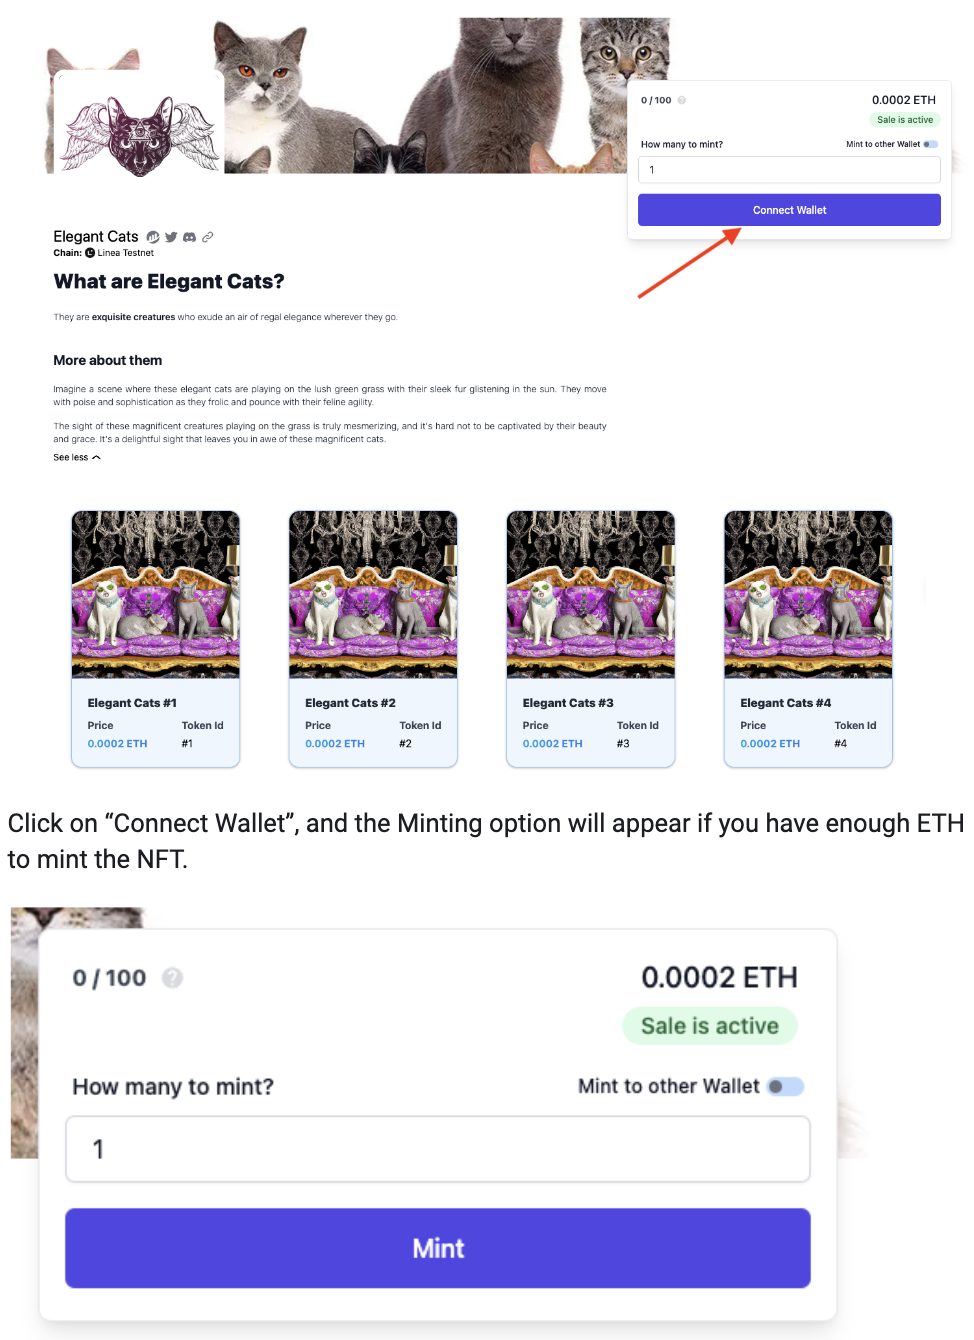 0 / 100
0.0002 ETH
Sale is active
How many to mint?
Mint to other Wallet
1
Connect Wallet
Elegant Cats
Chain: Linea Testnet
What are Elegant Cats?
They are exquisite creatures who exude an air of regal elegance wherever they go.
More about them
Imagine a scene where these elegant cats are playing on the lush green grass with their sleek fur glistening in the sun. They move
with poise and sophistication as they frolic and pounce with their feline agility.
The sight of these magnificent creatures playing on the grass is truly mesmerizing, and it's hard not to be captivated by their beauty
and grace. It's a delightful sight that leaves you in awe of these magnificent cats.
See less
Elegant Cats #1
Price Token Id
0.0002 ETH #1
Elegant Cats #2
Price Token Id
0.0002 ETH #2
Elegant Cats #3
Price Token Id
0.0002 ETH #3
Elegant Cats #4
Price Token Id
0.0002 ETH #4
Click on “Connect Wallet”, and the Minting option will appear if you have enough ETH
to mint the NFT.
0 / 100 ?
0.0002 ETH
Sale is active
How many to mint?
Mint to other Wallet
1
Mint